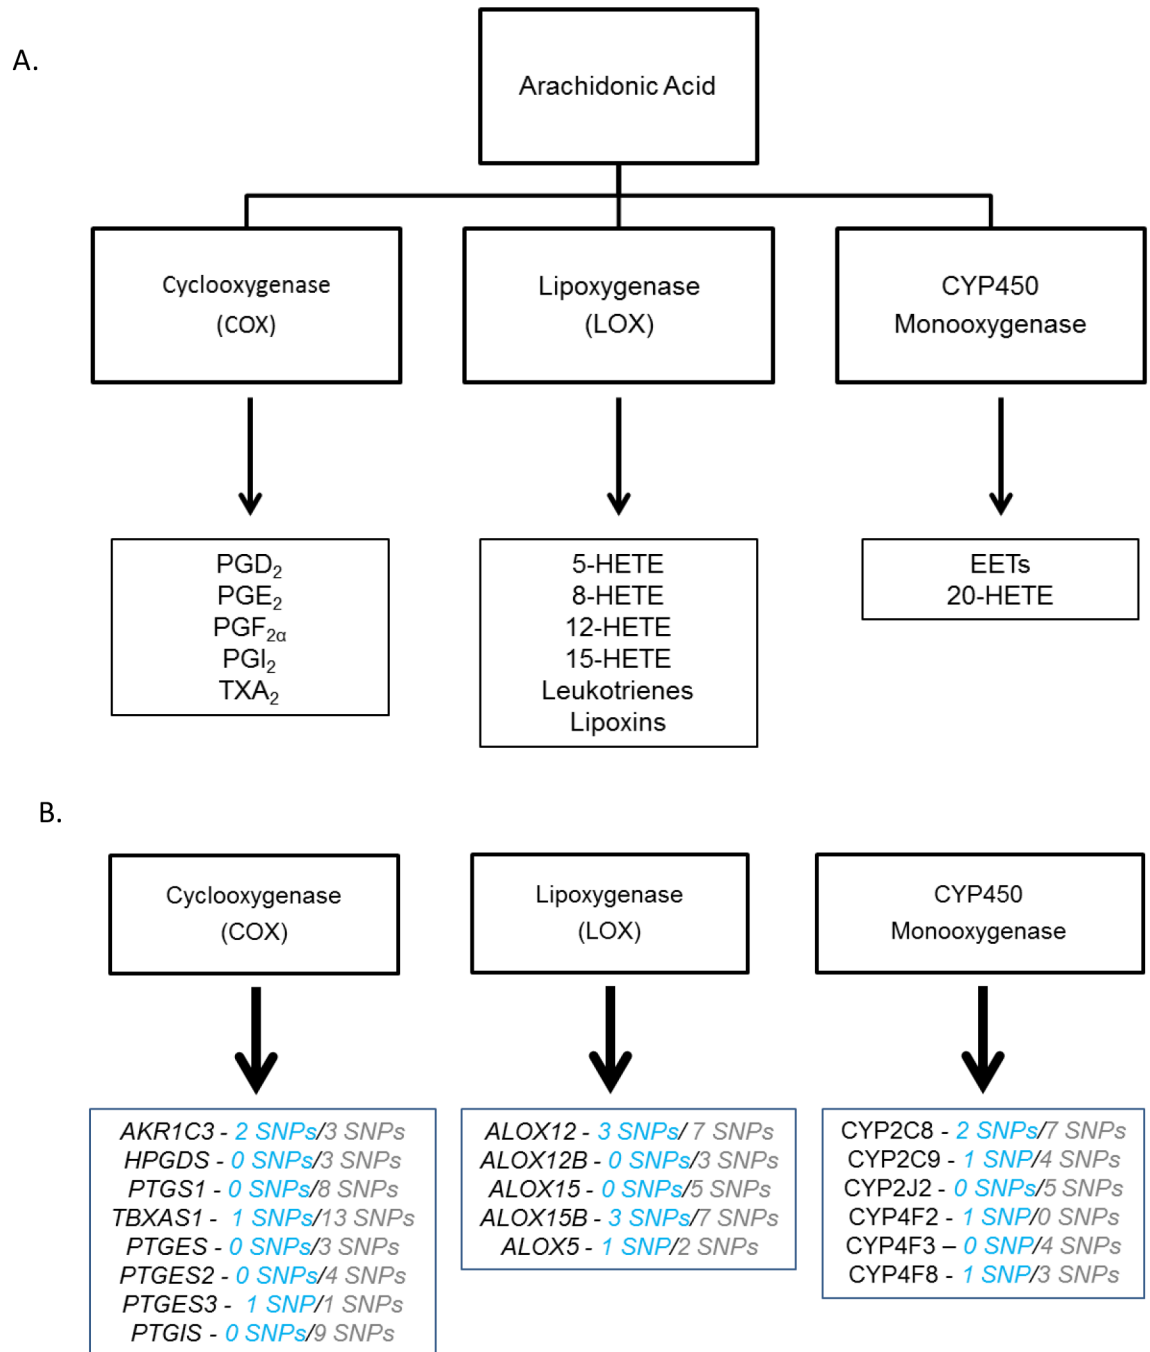 A.
Arachidonic Acid
Cyclooxygenase
(COX)
Lipoxygenase
(LOX)
CYP450
Monooxygenase
PGD₂
PGE₂
PGF₂α
PGI₂
TXA₂
5-HETE
8-HETE
12-HETE
15-HETE
Leukotrienes
Lipoxins
EETs
20-HETE
B.
Cyclooxygenase
(COX)
Lipoxygenase
(LOX)
CYP450
Monooxygenase
AKR1C3 - 2 SNPs/3 SNPs
HPGDS - 0 SNPs/3 SNPs
PTGS1 - 0 SNPs/8 SNPs
TBXAS1 - 1 SNPs/13 SNPs
PTGES - 0 SNPs/3 SNPs
PTGES2 - 0 SNPs/4 SNPs
PTGES3 - 1 SNP/1 SNPs
PTGIS - 0 SNPs/9 SNPs
ALOX12 - 3 SNPs/ 7 SNPs
ALOX12B - 0 SNPs/3 SNPs
ALOX15 - 0 SNPs/5 SNPs
ALOX15B - 3 SNPs/7 SNPs
ALOX5 - 1 SNP/2 SNPs
CYP2C8 - 2 SNPs/7 SNPs
CYP2C9 - 1 SNP/4 SNPs
CYP2J2 - 0 SNPs/5 SNPs
CYP4F2 - 1 SNP/0 SNPs
CYP4F3 – 0 SNP/4 SNPs
CYP4F8 - 1 SNP/3 SNPs